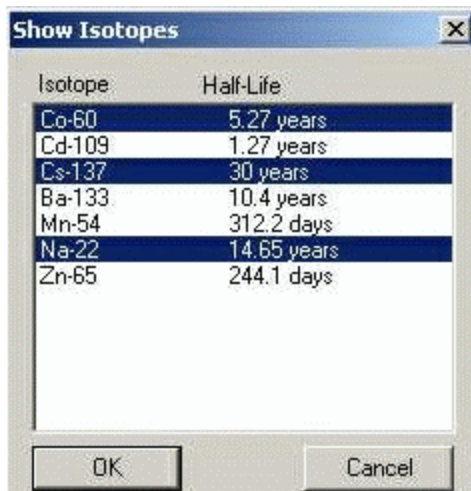 Show Isotopes
Isotope Half-Life
Co-60 5.27 years
Cd-109 1.27 years
Cs-137 30 years
Ba-133 10.4 years
Mn-54 312.2 days
Na-22 14.65 years
Zn-65 244.1 days
OK Cancel